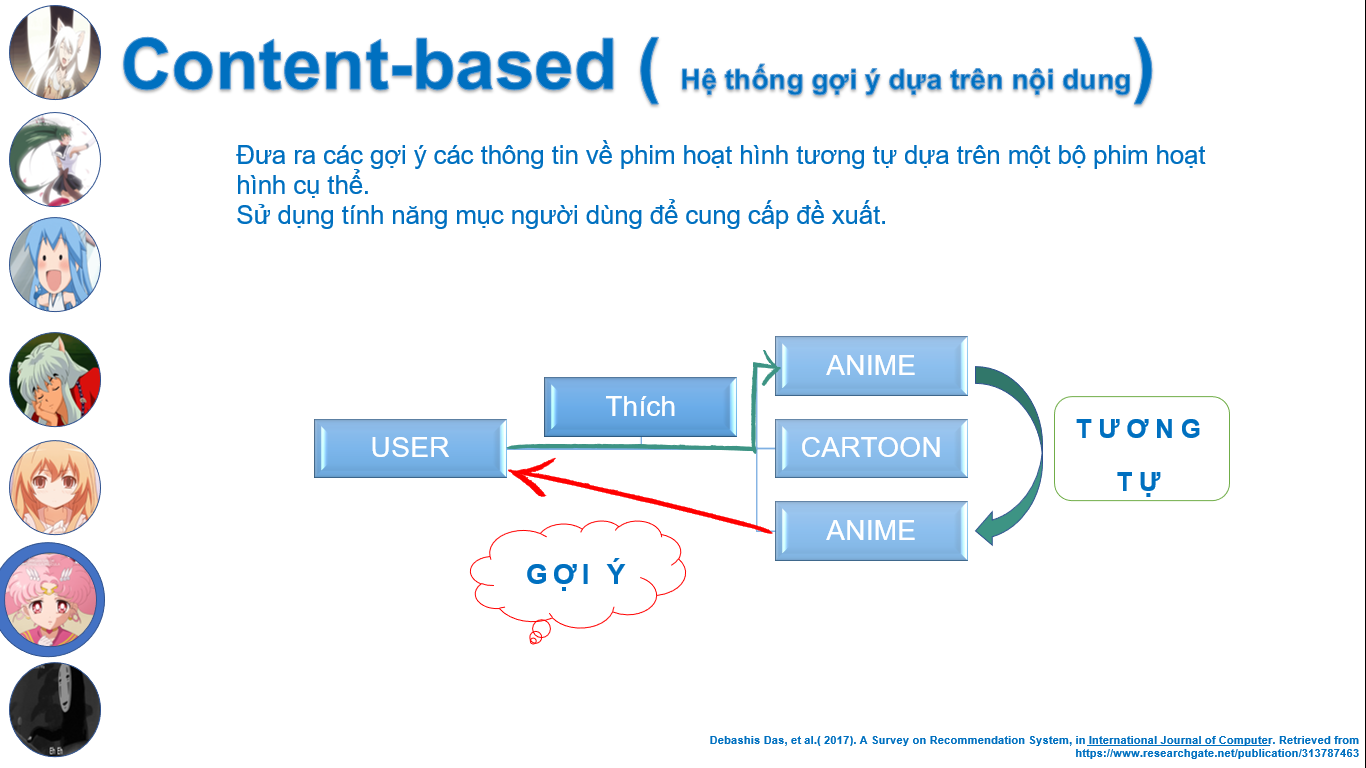 Content-based ( Hệ thống gợi ý dựa trên nội dung)
Đưa ra các gợi ý các thông tin về phim hoạt hình tương tự dựa trên một bộ phim hoạt
hình cụ thể.
Sử dụng tính năng mục người dùng để cung cấp đề xuất.
ANIME
Thích
USER
CARTOON
TƯƠNG
TỰ
ANIME
GỢI Ý
Debashis Das, et al.( 2017). A Survey on Recommendation System, in International Journal of Computer. Retrieved from
https://www.researchgate.net/publication/313787463